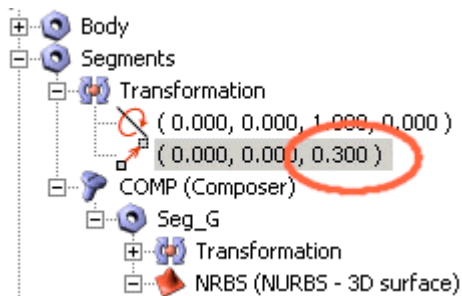 Body
Segments
Transformation
( 0.000, 0.000, 1.000, 0.000 )
( 0.000, 0.000, 0.300 )
COMP (Composer)
Seg_G
Transformation
NRBS (NURBS - 3D surface)